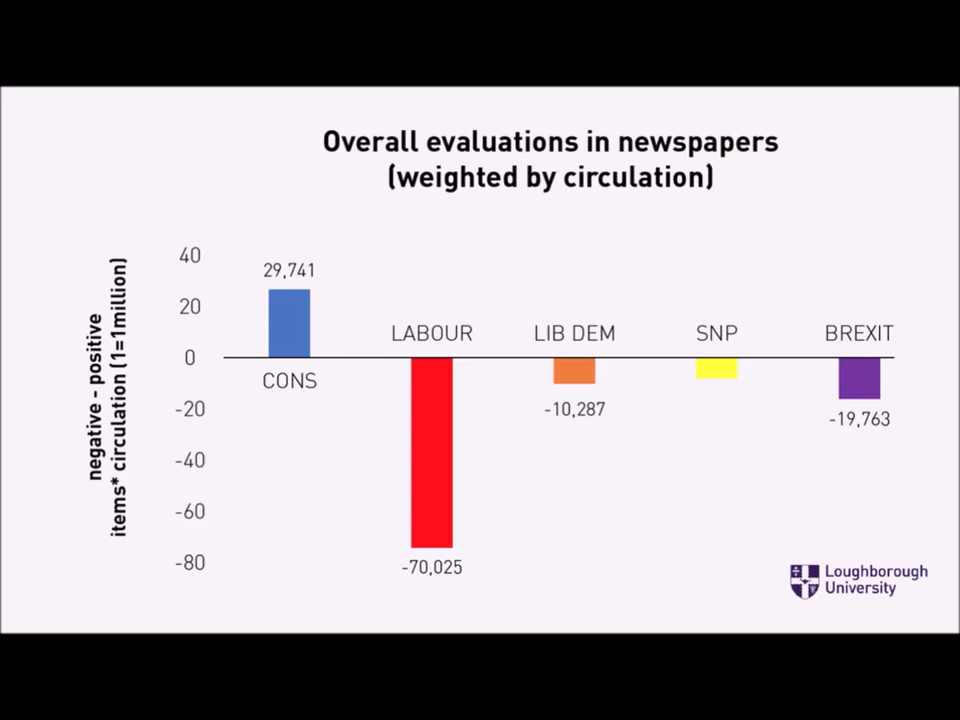 Overall evaluations in newspapers
(weighted by circulation)
negative - positive
items* circulation (1=1million)
40
20
0
-20
-40
-60
-80
29,741
CONS
LABOUR
-70,025
LIB DEM
-10,287
SNP
BREXIT
-19,763
Loughborough
University